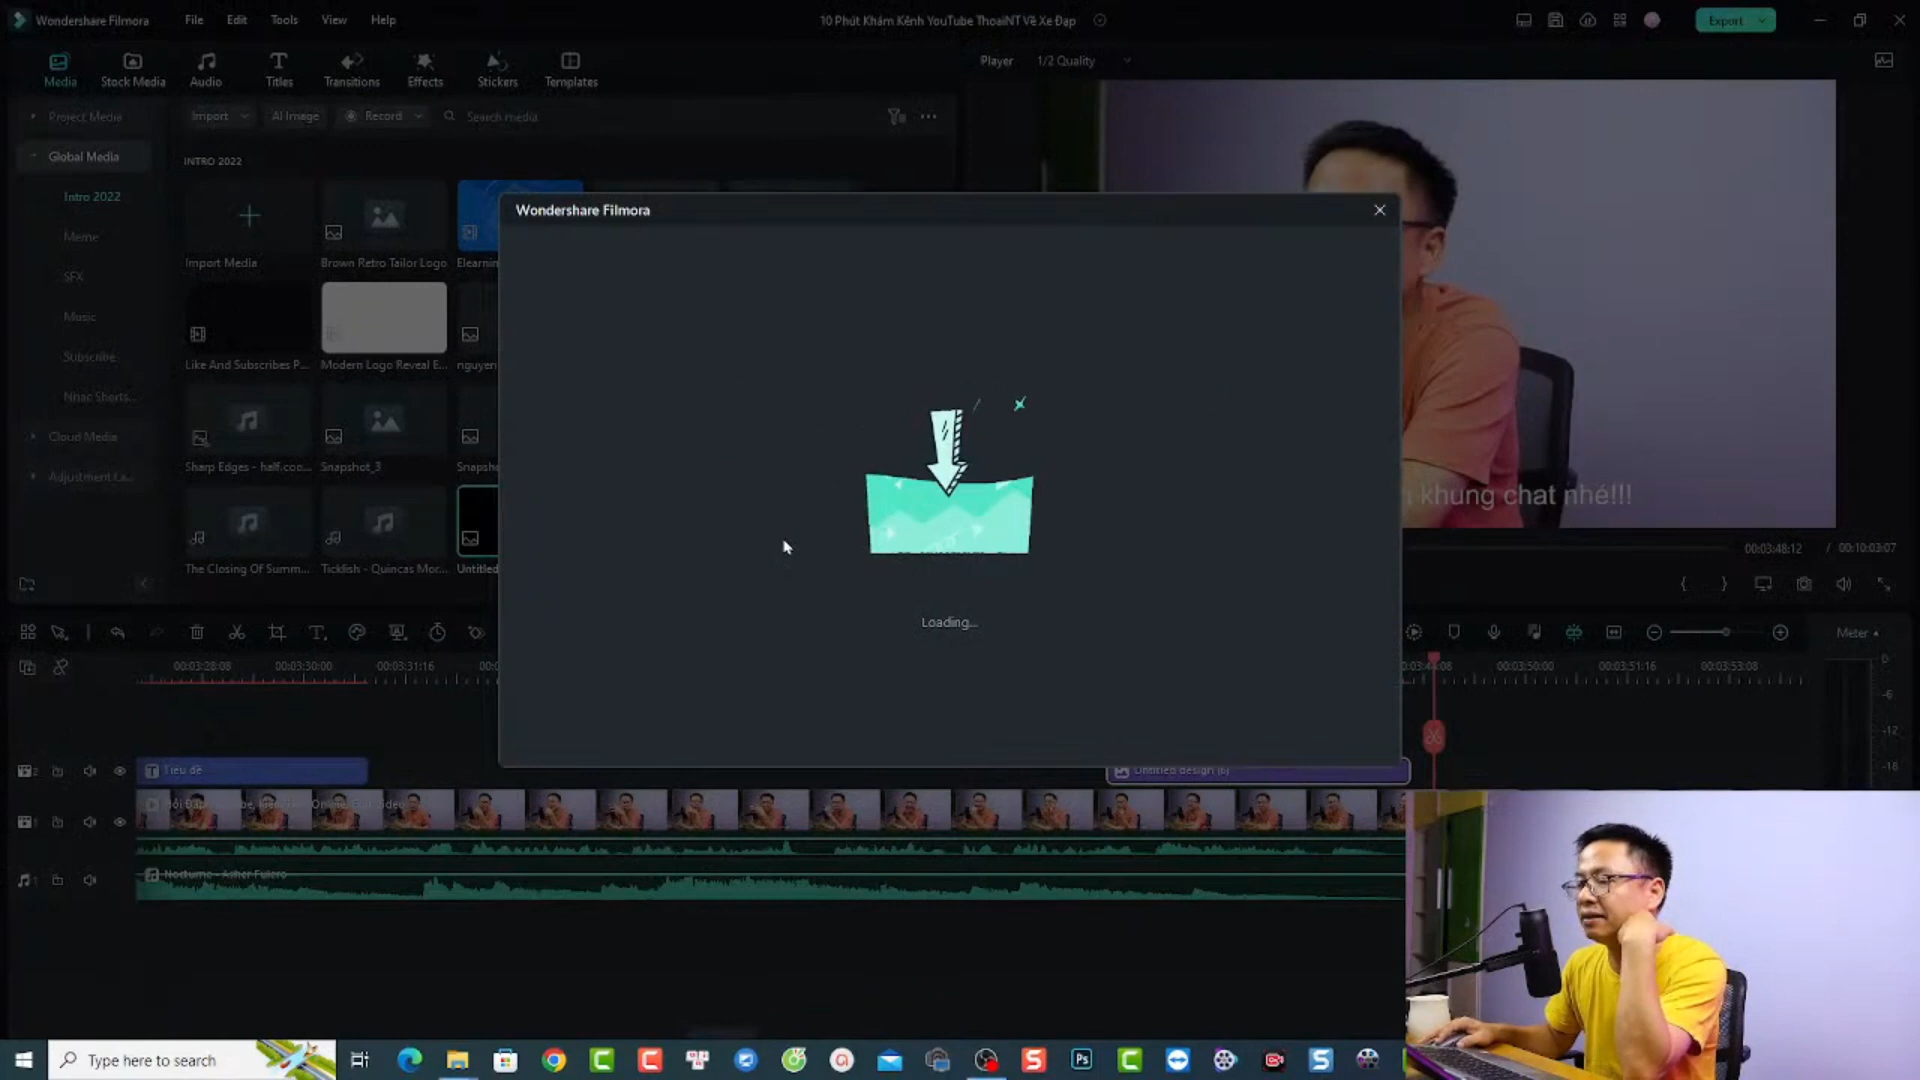 Wondershare Filmora File Edit Tools View Help
10 Phút Khám Kênh YouTube ThoaiNT Về Xe Đạp
Export
Media Stock Media Audio Titles Transitions Effects Stickers Templates
Player 1/2 Quality
Project Media
Import AI Image Record Search media
Global Media
INTRO 2022
Intro 2022
Meme
SFX
Music
Subscribe
Nhạc Shorts...
Cloud Media
Adjustment La...
Import Media Brown Retro Tailor Logo Elearnin
Like And Subscribes P... Modern Logo Reveal E... nguyen
Sharp Edges - half.coo... Snapshot_3 Snapsho
The Closing Of Summ... Ticklish - Quincas Mor... Untitled
Wondershare Filmora
Loading...
khung chat nhé!!!
00:03:48:12 / 00:10:03:07
Meter
00:03:28:08 00:03:30:00 00:03:31:16 00:03:50:00 00:03:51:16 00:03:53:08
0
-6
-12
-18
2
Tiêu đề
Untitled design (6)
1
1
Nocturne - Asher Fulero
Type here to search